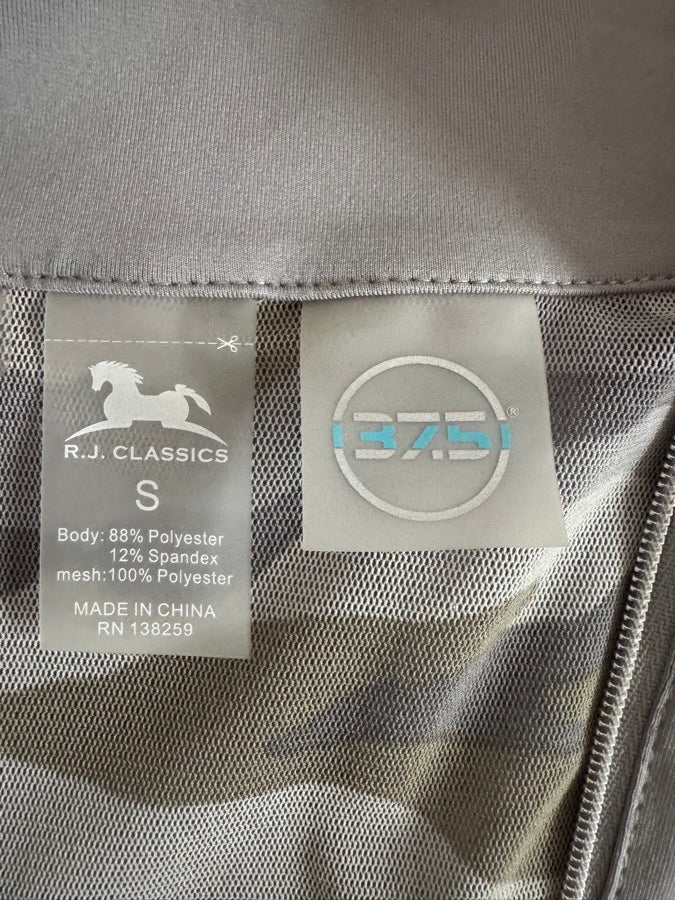 R.J. CLASSICS
S
Body: 88% Polyester
12% Spandex
mesh:100% Polyester
MADE IN CHINA
RN 138259
37.5®